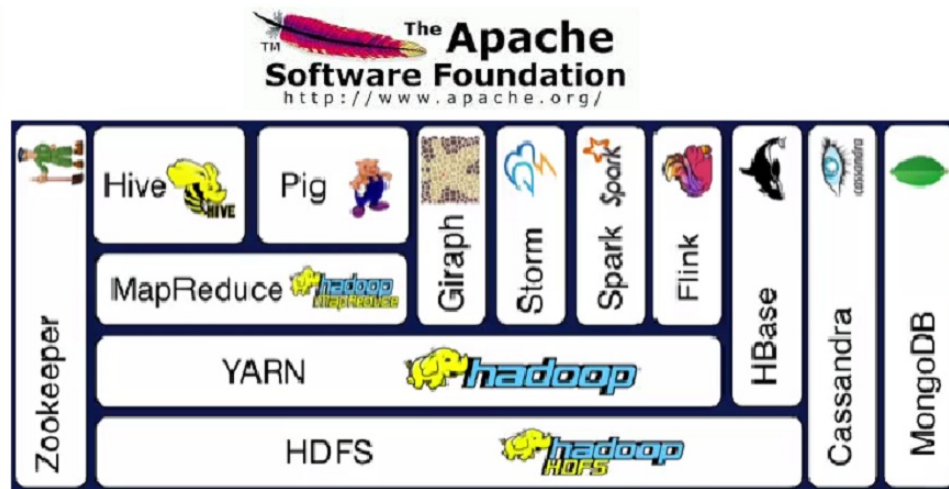 TM The Apache
Software Foundation
http://www.apache.org/
Zookeeper
Hive HIVE
Pig
MapReduce hadoop MapReduce
Giraph
Storm
Spark Spark
Flink
HBase
cassandra
Cassandra
MongoDB
YARN hadoop
HDFS hadoop HDFS